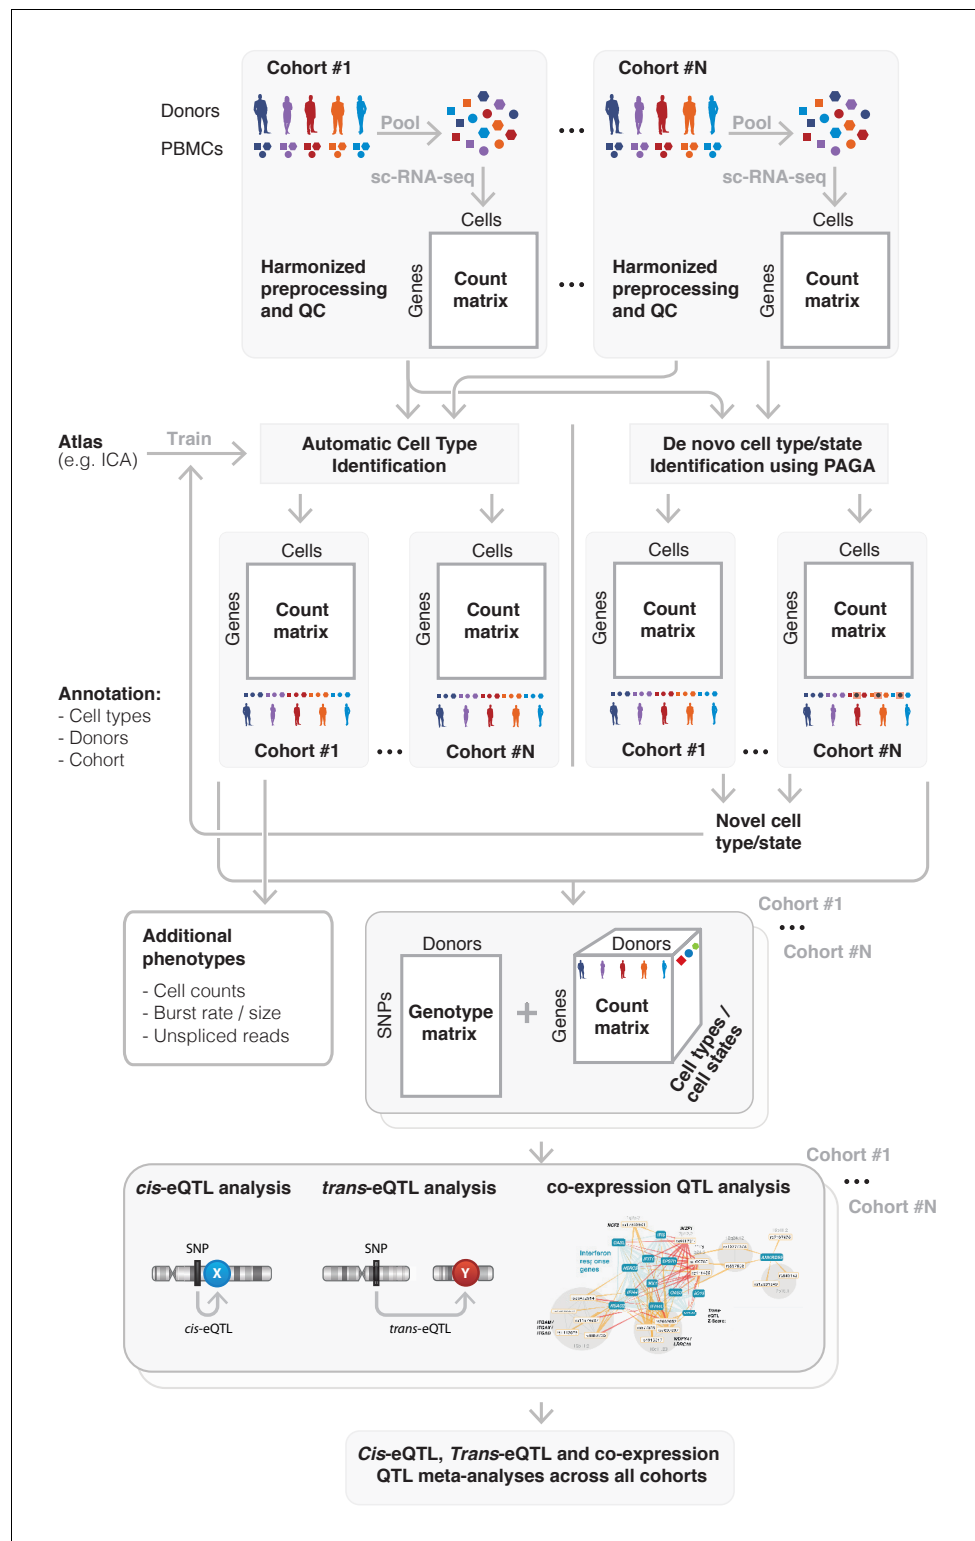 Cohort #1
Cohort #N
Donors
PBMCs
Pool
Pool
sc-RNA-seq
sc-RNA-seq
Cells
Cells
Genes
Genes
Harmonized
preprocessing
and QC
Count
matrix
Harmonized
preprocessing
and QC
Count
matrix
Atlas
(e.g. ICA)
Train
Automatic Cell Type
Identification
De novo cell type/state
Identification using PAGA
Cells
Genes
Count
matrix
Cohort #1
Cells
Genes
Count
matrix
Cohort #N
Cells
Genes
Count
matrix
Cohort #1
Cells
Genes
Count
matrix
Cohort #N
Annotation:
- Cell types
- Donors
- Cohort
Novel cell
type/state
Additional
phenotypes
- Cell counts
- Burst rate / size
- Unspliced reads
Cohort #1
Cohort #N
Donors
SNPs
Genotype
matrix
+
Donors
Genes
Count
matrix
Cell types /
cell states
Cohort #1
Cohort #N
cis-eQTL analysis
trans-eQTL analysis
co-expression QTL analysis
SNP
X
cis-eQTL
SNP
Y
trans-eQTL
Interferon
response
genes
trans-
eQTL
Z-Score:
Cis-eQTL, Trans-eQTL and co-expression
QTL meta-analyses across all cohorts